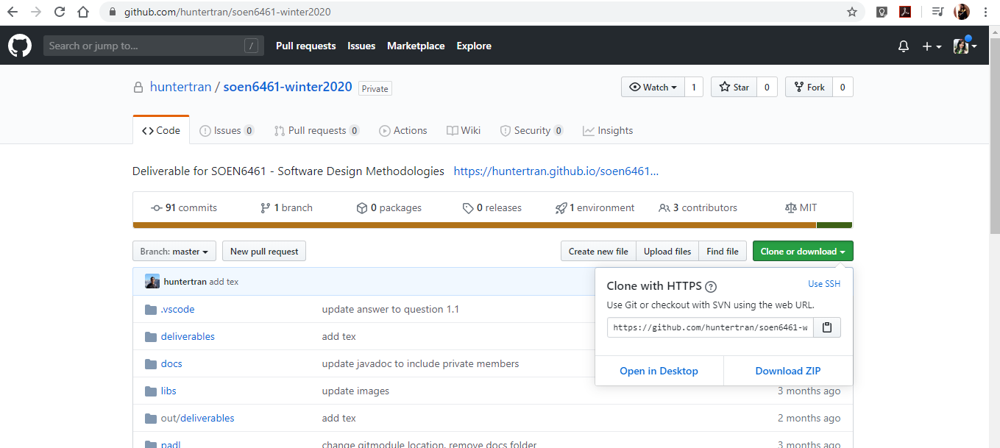 github.com/huntertran/soen6461-winter2020
Search or jump to... / Pull requests Issues Marketplace Explore
huntertran / soen6461-winter2020 Private Watch 1 Star 0 Fork 0
Code Issues 0 Pull requests 0 Actions Wiki Security 0 Insights
Deliverable for SOEN6461 - Software Design Methodologies https://huntertran.github.io/soen6461...
91 commits 1 branch 0 packages 0 releases 1 environment 3 contributors MIT
Branch: master New pull request Create new file Upload files Find file Clone or download
huntertran add tex
Clone with HTTPS ? Use SSH
Use Git or checkout with SVN using the web URL.
https://github.com/huntertran/soen6461-w
Open in Desktop Download ZIP
.vscode update answer to question 1.1
deliverables add tex
docs update javadoc to include private members
libs update images 3 months ago
out/deliverables add tex 2 months ago
padl change gitmodule location, remove docs folder 3 months ago